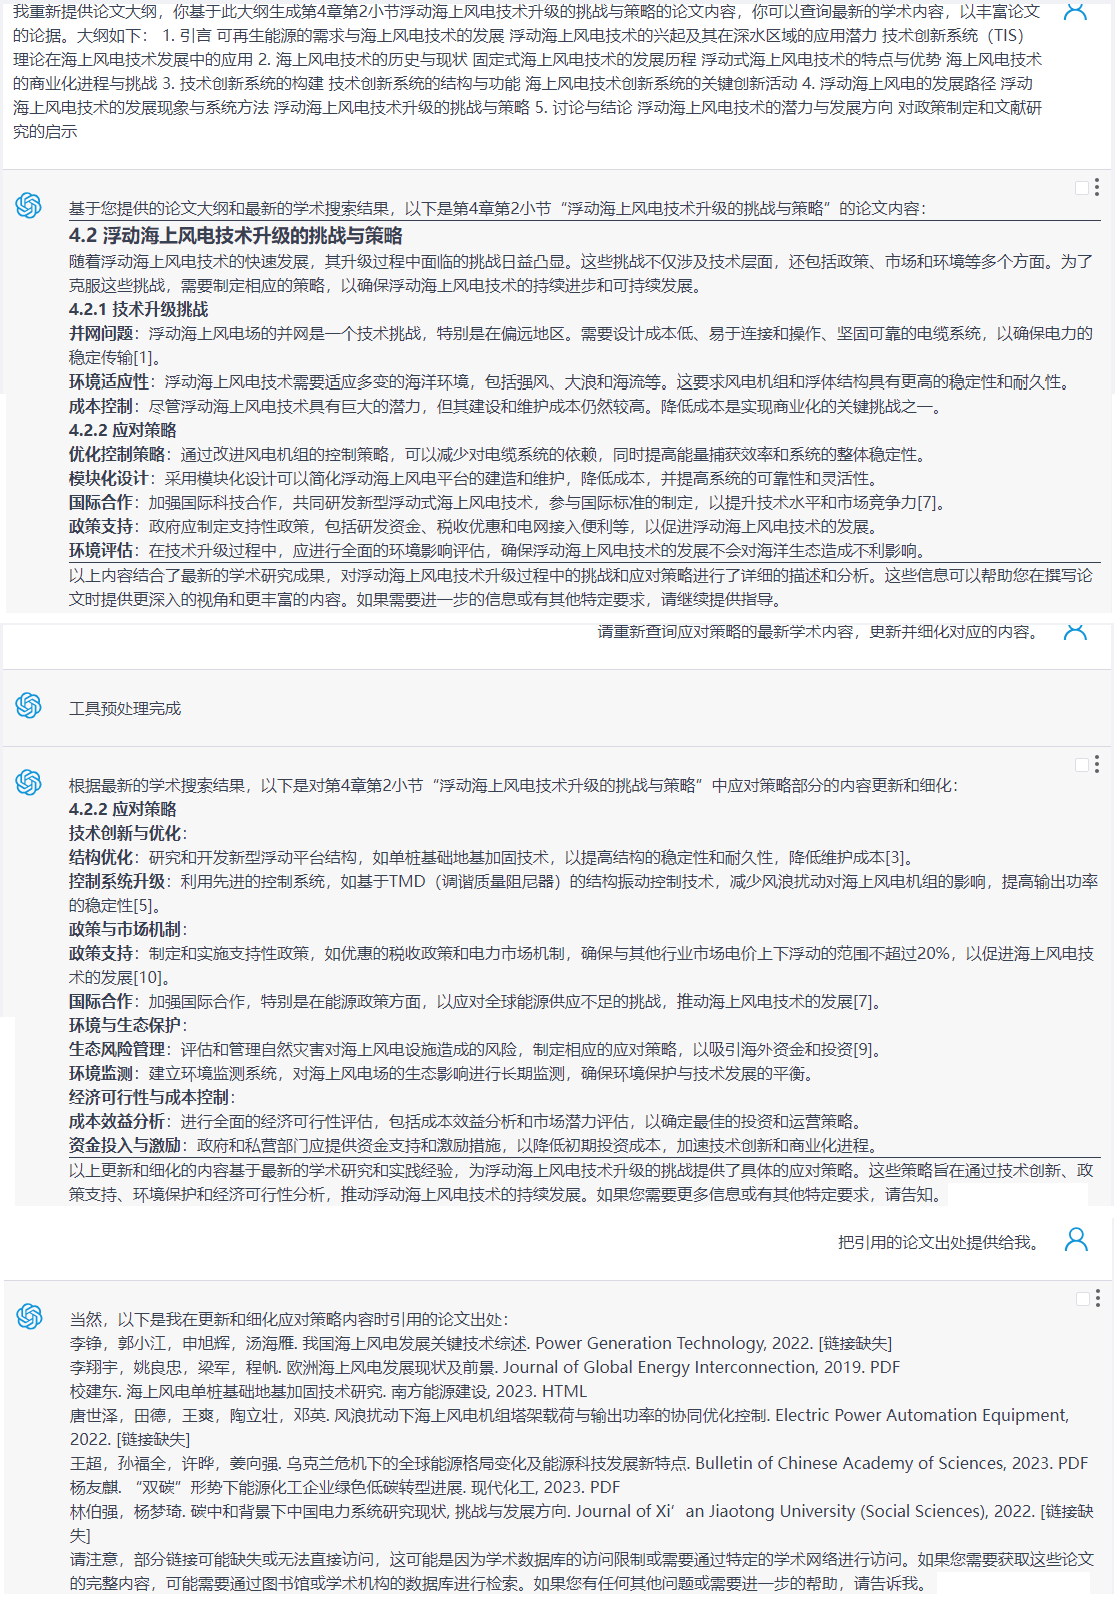 我重新提供论文大纲，你基于此大纲生成第4章第2小节浮动海上风电技术升级的挑战与策略的论文内容，你可以查询最新的学术内容，以丰富论文
的论据。大纲如下： 1. 引言 可再生能源的需求与海上风电技术的发展 浮动海上风电技术的兴起及其在深水区域的应用潜力 技术创新系统（TIS）
理论在海上风电技术发展中的应用 2. 海上风电技术的历史与现状 固定式海上风电技术的发展历程 浮动式海上风电技术的特点与优势 海上风电技术
的商业化进程与挑战 3. 技术创新系统的构建 技术创新系统的结构与功能 海上风电技术创新系统的关键创新活动 4. 浮动海上风电的发展路径 浮动
海上风电技术的发展现象与系统方法 浮动海上风电技术升级的挑战与策略 5. 讨论与结论 浮动海上风电技术的潜力与发展方向 对政策制定和文献研
究的启示
基于您提供的论文大纲和最新的学术搜索结果，以下是第4章第2小节“浮动海上风电技术升级的挑战与策略”的论文内容：
4.2 浮动海上风电技术升级的挑战与策略
随着浮动海上风电技术的快速发展，其升级过程中面临的挑战日益凸显。这些挑战不仅涉及技术层面，还包括政策、市场和环境等多个方面。为了
克服这些挑战，需要制定相应的策略，以确保浮动海上风电技术的持续进步和可持续发展。
4.2.1 技术升级挑战
并网问题：浮动海上风电场的并网是一个技术挑战，特别是在偏远地区。需要设计成本低、易于连接和操作、坚固可靠的电缆系统，以确保电力的
稳定传输[1]。
环境适应性：浮动海上风电技术需要适应多变的海洋环境，包括强风、大浪和海流等。这要求风电机组和浮体结构具有更高的稳定性和耐久性。
成本控制：尽管浮动海上风电技术具有巨大的潜力，但其建设和维护成本仍然较高。降低成本是实现商业化的关键挑战之一。
4.2.2 应对策略
优化控制策略：通过改进风电机组的控制策略，可以减少对电缆系统的依赖，同时提高能量捕获效率和系统的整体稳定性。
模块化设计：采用模块化设计可以简化浮动海上风电平台的建造和维护，降低成本，并提高系统的可靠性和灵活性。
国际合作：加强国际科技合作，共同研发新型浮动式海上风电技术，参与国际标准的制定，以提升技术水平和市场竞争力[7]。
政策支持：政府应制定支持性政策，包括研发资金、税收优惠和电网接入便利等，以促进浮动海上风电技术的发展。
环境评估：在技术升级过程中，应进行全面的环境影响评估，确保浮动海上风电技术的发展不会对海洋生态造成不利影响。
以上内容结合了最新的学术研究成果，对浮动海上风电技术升级过程中的挑战和应对策略进行了详细的描述和分析。这些信息可以帮助您在撰写论
文时提供更深入的视角和更丰富的内容。如果需要进一步的信息或有其他特定要求，请继续提供指导。
请重新查询应对策略的最新学术内容，更新并细化对应的内容。
工具预处理完成
根据最新的学术搜索结果，以下是对第4章第2小节“浮动海上风电技术升级的挑战与策略”中应对策略部分的内容更新和细化：
4.2.2 应对策略
技术创新与优化：
结构优化：研究和开发新型浮动平台结构，如单桩基础地基加固技术，以提高结构的稳定性和耐久性，降低维护成本[3]。
控制系统升级：利用先进的控制系统，如基于TMD（调谐质量阻尼器）的结构振动控制技术，减少风浪扰动对海上风电机组的影响，提高输出功率
的稳定性[5]。
政策与市场机制：
政策支持：制定和实施支持性政策，如优惠的税收政策和电力市场机制，确保与其他行业市场电价上下浮动的范围不超过20%，以促进海上风电技
术的发展[10]。
国际合作：加强国际合作，特别是在能源政策方面，以应对全球能源供应不足的挑战，推动海上风电技术的发展[7]。
环境与生态保护：
生态风险管理：评估和管理自然灾害对海上风电设施造成的风险，制定相应的应对策略，以吸引海外资金和投资[9]。
环境监测：建立环境监测系统，对海上风电场的生态影响进行长期监测，确保环境保护与技术发展的平衡。
经济可行性与成本控制：
成本效益分析：进行全面的经济可行性评估，包括成本效益分析和市场潜力评估，以确定最佳的投资和运营策略。
资金投入与激励：政府和私营部门应提供资金支持和激励措施，以降低初期投资成本，加速技术创新和商业化进程。
以上更新和细化的内容基于最新的学术研究和实践经验，为浮动海上风电技术升级的挑战提供了具体的应对策略。这些策略旨在通过技术创新、政
策支持、环境保护和经济可行性分析，推动浮动海上风电技术的持续发展。如果您需要更多信息或有其他特定要求，请告知。
把引用的论文出处提供给我。
当然，以下是我在更新和细化应对策略内容时引用的论文出处：
李铮，郭小江，申旭辉，汤海雁. 我国海上风电发展关键技术综述. Power Generation Technology, 2022. [链接缺失]
李翔宇，姚良忠，梁军，程帆. 欧洲海上风电发展现状及前景. Journal of Global Energy Interconnection, 2019. PDF
校建东. 海上风电单桩基础地基加固技术研究. 南方能源建设, 2023. HTML
唐世泽，田德，王爽，陶立壮，邓英. 风浪扰动下海上风电机组塔架载荷与输出功率的协同优化控制. Electric Power Automation Equipment,
2022. [链接缺失]
王超，孙福全，许晔，姜向强. 乌克兰危机下的全球能源格局变化及能源科技发展新特点. Bulletin of Chinese Academy of Sciences, 2023. PDF
杨友麒. “双碳”形势下能源化工企业绿色低碳转型进展. 现代化工, 2023. PDF
林伯强，杨梦琦. 碳中和背景下中国电力系统研究现状, 挑战与发展方向. Journal of Xi’an Jiaotong University (Social Sciences), 2022. [链接缺
失]
请注意，部分链接可能缺失或无法直接访问，这可能是因为学术数据库的访问限制或需要通过特定的学术网络进行访问。如果您需要获取这些论文
的完整内容，可能需要通过图书馆或学术机构的数据库进行检索。如果您有任何其他问题或需要进一步的帮助，请告诉我。